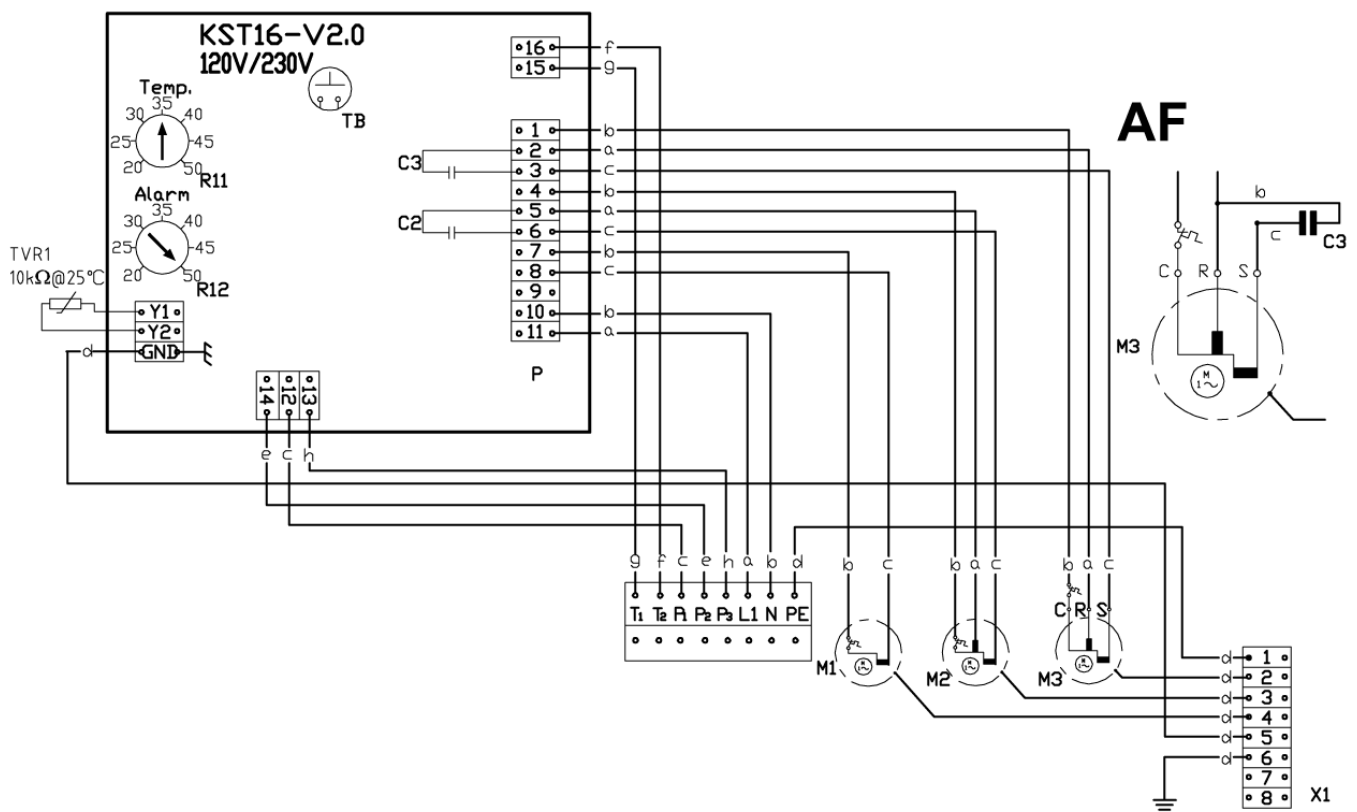 KST16-V2.0
120V/230V
TB
Temp.
20 25 30 35 40 45 50
R11
Alarm
20 25 30 35 40 45 50
R12
TVR1
10kΩ@25°C
Y1
Y2
d GND
16 f
15 g
1 b
2 a
3 c
4 b
5 a
6 c
7 b
8 c
9
10 b
11 a
C3
C2
P
14 12 13
e c h
AF
b
c C3
C R S
M3
M
1~
g f c e h a b d
T1 T2 P1 P2 P3 L1 N PE
b c b a c b a c
C R S
M1 M2 M3
d 1
d 2
d 3
d 4
d 5
d 6
7
8
X1